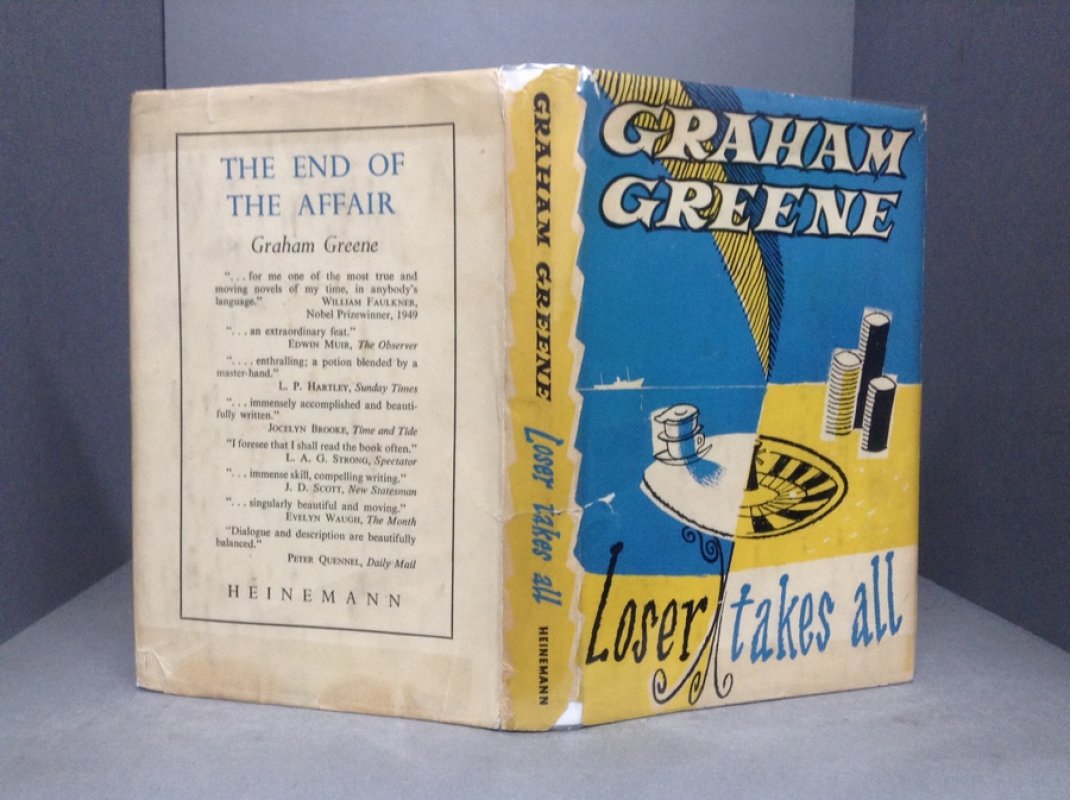 THE END OF
THE AFFAIR
Graham Greene
". . . for me one of the most true and
moving novels of my time, in anybody's
language." WILLIAM FAULKNER,
Nobel Prizewinner, 1949
". . . an extraordinary feat."
EDWIN MUIR, The Observer
". . . . enthralling; a potion blended by a
master-hand."
L. P. HARTLEY, Sunday Times
". . . immensely accomplished and beauti-
fully written."
JOCELYN BROOKE, Time and Tide
"I foresee that I shall read the book often."
L. A. G. STRONG, Spectator
". . . immense skill, compelling writing."
J. D. SCOTT, New Statesman
". . . singularly beautiful and moving."
EVELYN WAUGH, The Month
"Dialogue and description are beautifully
balanced."
PETER QUENNEL, Daily Mail
HEINEMANN
GRAHAM GREENE Loser takes all HEINEMANN
GRAHAM
GREENE
Loser takes all